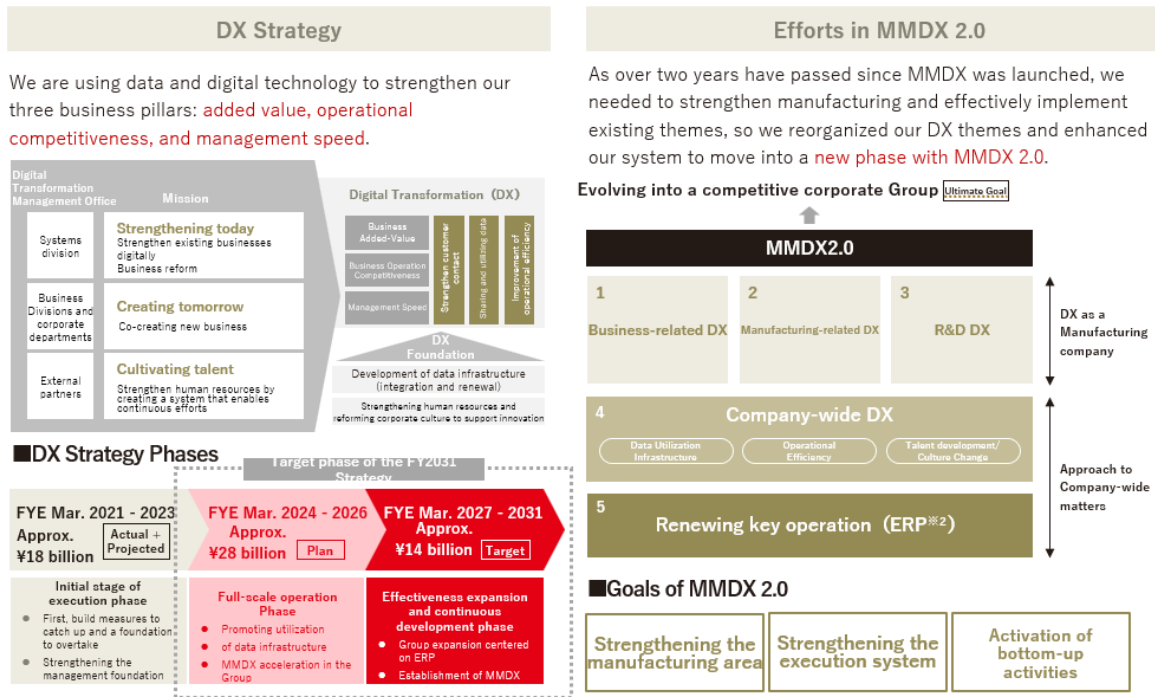 DX Strategy
We are using data and digital technology to strengthen our
three business pillars: added value, operational
competitiveness, and management speed.
Digital
Transformation
Management Office
Mission
Systems
division
Strengthening today
Strengthen existing businesses
digitally
Business reform
Business
Divisions and
corporate
departments
Creating tomorrow
Co-creating new business
External
partners
Cultivating talent
Strengthen human resources by
creating a system that enables
continuous efforts
Digital Transformation (DX)
Business
Added-Value
Business Operation
Competitiveness
Management Speed
Strengthen customer
contact
Sharing and utilizing data
Improvement of
operational efficiency
DX
Foundation
Development of data infrastructure
(integration and renewal)
Strengthening human resources and
reforming corporate culture to support innovation
■DX Strategy Phases
Target phase of the FY2031
Strategy
FYE Mar. 2021 - 2023
Approx.
¥18 billion
Actual +
Projected
FYE Mar. 2024 - 2026
Approx.
¥28 billion
Plan
FYE Mar. 2027 - 2031
Approx.
¥14 billion
Target
Initial stage of
execution phase
● First, build measures to
catch up and a foundation
to overtake
● Strengthening the
management foundation
Full-scale operation
Phase
● Promoting utilization
● of data infrastructure
● MMDX acceleration in the
Group
Effectiveness expansion
and continuous
development phase
● Group expansion centered
on ERP
● Establishment of MMDX
Efforts in MMDX 2.0
As over two years have passed since MMDX was launched, we
needed to strengthen manufacturing and effectively implement
existing themes, so we reorganized our DX themes and enhanced
our system to move into a new phase with MMDX 2.0.
Evolving into a competitive corporate Group Ultimate Goal
MMDX2.0
1
Business-related DX
2
Manufacturing-related DX
3
R&D DX
DX as a
Manufacturing
company
4
Company-wide DX
Data Utilization
Infrastructure
Operational
Efficiency
Talent development/
Culture Change
5
Renewing key operation (ERP※2)
Approach to
Company-wide
matters
■Goals of MMDX 2.0
Strengthening the
manufacturing area
Strengthening the
execution system
Activation of
bottom-up
activities